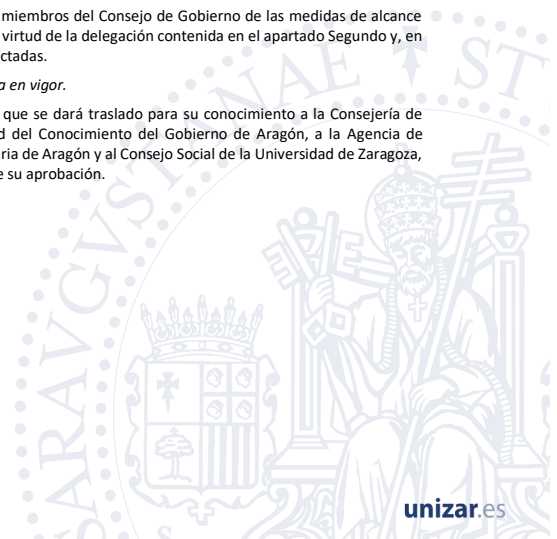 miembros del Consejo de Gobierno de las medidas de alcance
virtud de la delegación contenida en el apartado Segundo y, en
ctadas.
a en vigor.
que se dará traslado para su conocimiento a la Consejería de
d del Conocimiento del Gobierno de Aragón, a la Agencia de
ria de Aragón y al Consejo Social de la Universidad de Zaragoza,
e su aprobación.
unizar.es